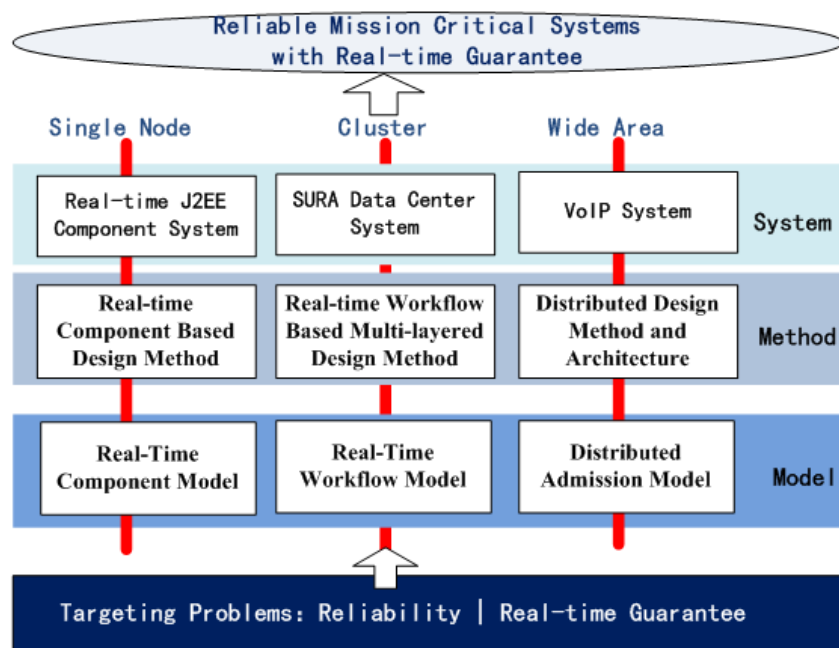 Reliable Mission Critical Systems
with Real-time Guarantee
Single Node
Cluster
Wide Area
Real-time J2EE
Component System
SURA Data Center
System
VoIP System
System
Real-time
Component Based
Design Method
Real-time Workflow
Based Multi-layered
Design Method
Distributed Design
Method and
Architecture
Method
Real-Time
Component Model
Real-Time
Workflow Model
Distributed
Admission Model
Model
Targeting Problems: Reliability | Real-time Guarantee